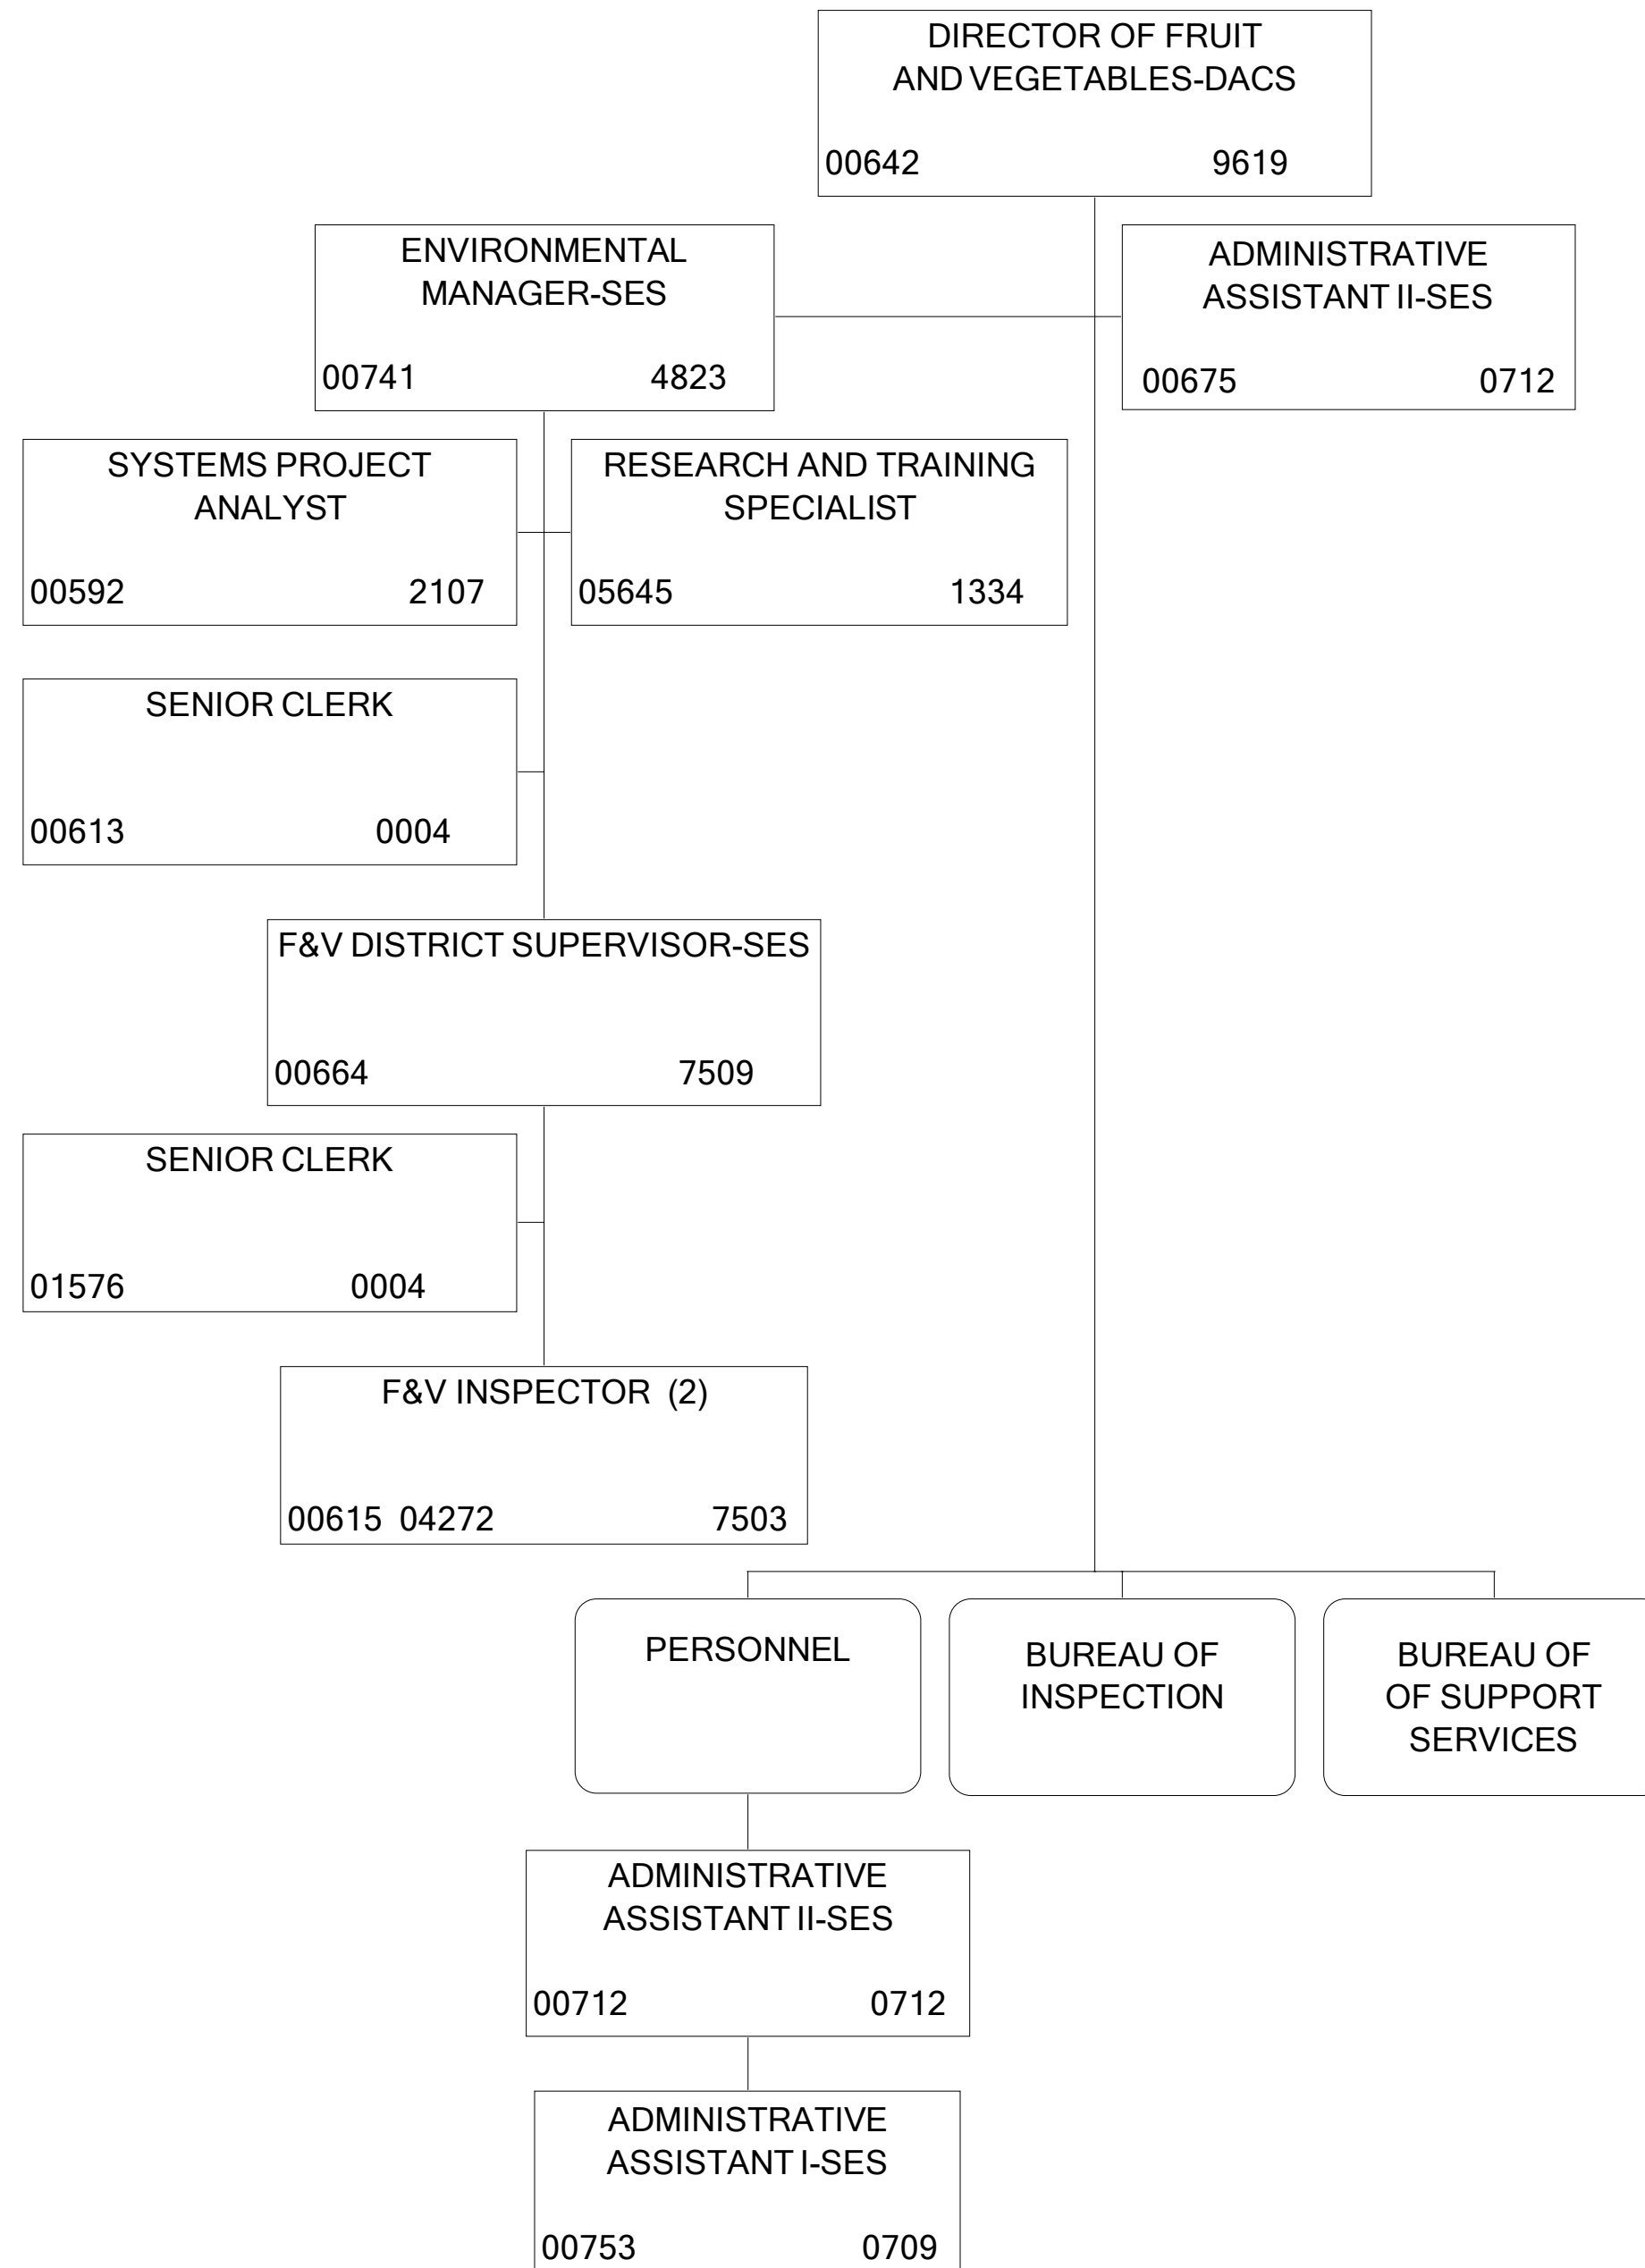 DIRECTOR OF FRUIT
AND VEGETABLES-DACS
00642 9619
ENVIRONMENTAL
MANAGER-SES
00741 4823
ADMINISTRATIVE
ASSISTANT II-SES
00675 0712
SYSTEMS PROJECT
ANALYST
00592 2107
RESEARCH AND TRAINING
SPECIALIST
05645 1334
SENIOR CLERK
00613 0004
F&V DISTRICT SUPERVISOR-SES
00664 7509
SENIOR CLERK
01576 0004
F&V INSPECTOR (2)
00615 04272 7503
PERSONNEL
BUREAU OF
INSPECTION
BUREAU OF
OF SUPPORT
SERVICES
ADMINISTRATIVE
ASSISTANT II-SES
00712 0712
ADMINISTRATIVE
ASSISTANT I-SES
00753 0709